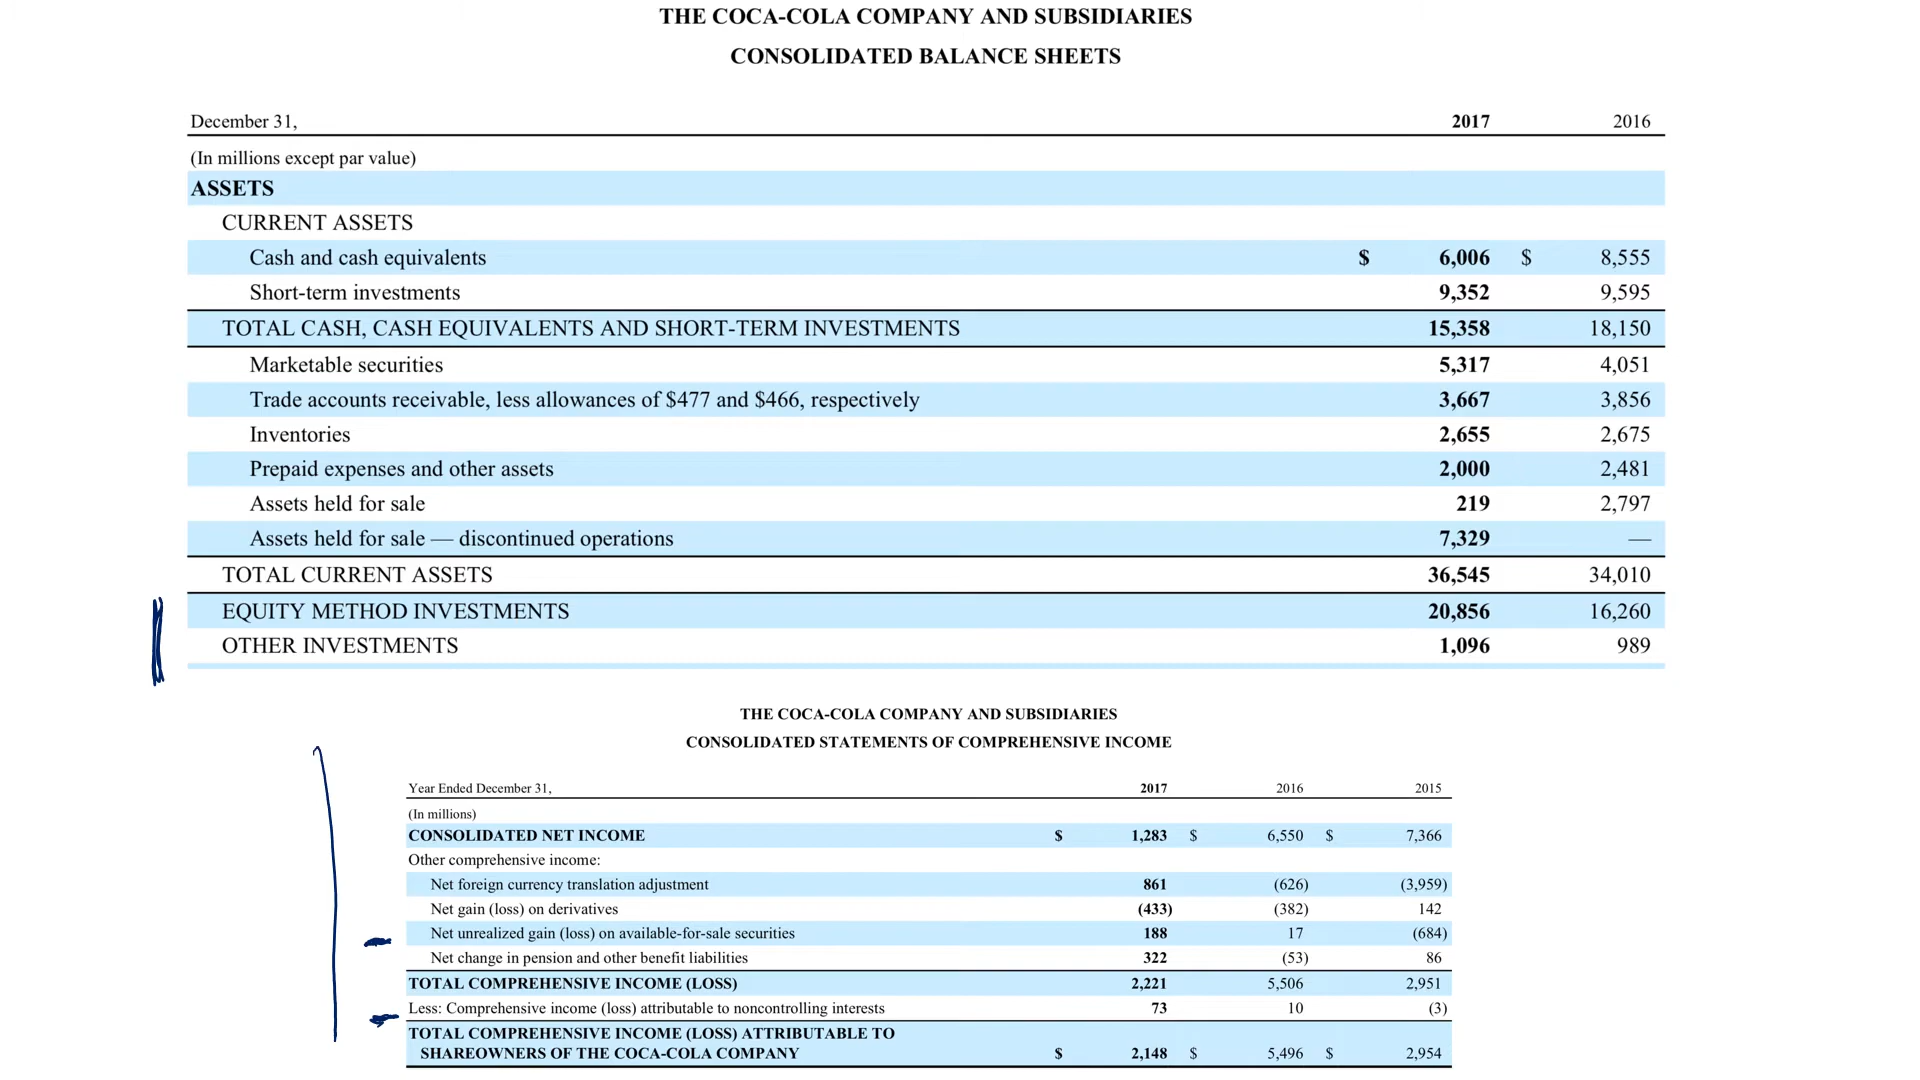 THE COCA-COLA COMPANY AND SUBSIDIARIES
CONSOLIDATED BALANCE SHEETS
December 31, 2017 2016
(In millions except par value)
ASSETS
CURRENT ASSETS
Cash and cash equivalents $ 6,006 $ 8,555
Short-term investments 9,352 9,595
TOTAL CASH, CASH EQUIVALENTS AND SHORT-TERM INVESTMENTS 15,358 18,150
Marketable securities 5,317 4,051
Trade accounts receivable, less allowances of $477 and $466, respectively 3,667 3,856
Inventories 2,655 2,675
Prepaid expenses and other assets 2,000 2,481
Assets held for sale 219 2,797
Assets held for sale — discontinued operations 7,329 —
TOTAL CURRENT ASSETS 36,545 34,010
EQUITY METHOD INVESTMENTS 20,856 16,260
OTHER INVESTMENTS 1,096 989
THE COCA-COLA COMPANY AND SUBSIDIARIES
CONSOLIDATED STATEMENTS OF COMPREHENSIVE INCOME
Year Ended December 31, 2017 2016 2015
(In millions)
CONSOLIDATED NET INCOME $ 1,283 $ 6,550 $ 7,366
Other comprehensive income:
Net foreign currency translation adjustment 861 (626) (3,959)
Net gain (loss) on derivatives (433) (382) 142
Net unrealized gain (loss) on available-for-sale securities 188 17 (684)
Net change in pension and other benefit liabilities 322 (53) 86
TOTAL COMPREHENSIVE INCOME (LOSS) 2,221 5,506 2,951
Less: Comprehensive income (loss) attributable to noncontrolling interests 73 10 (3)
TOTAL COMPREHENSIVE INCOME (LOSS) ATTRIBUTABLE TO
SHAREOWNERS OF THE COCA-COLA COMPANY $ 2,148 $ 5,496 $ 2,954